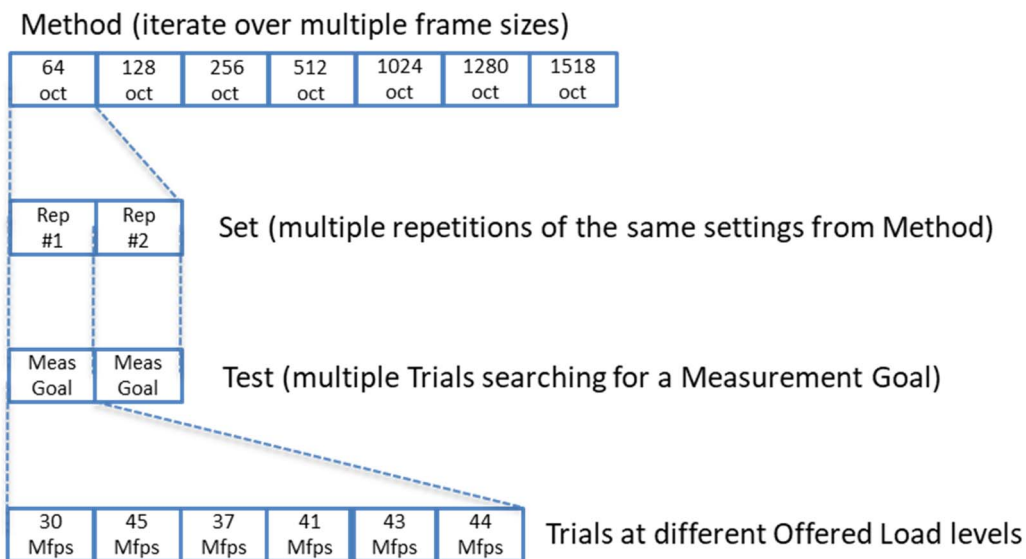 Method (iterate over multiple frame sizes)
64 128 256 512 1024 1280 1518
oct oct oct oct oct oct oct
Rep Rep
#1 #2
Set (multiple repetitions of the same settings from Method)
Meas Meas
Goal Goal
Test (multiple Trials searching for a Measurement Goal)
30 45 37 41 43 44
Mfps Mfps Mfps Mfps Mfps Mfps
Trials at different Offered Load levels